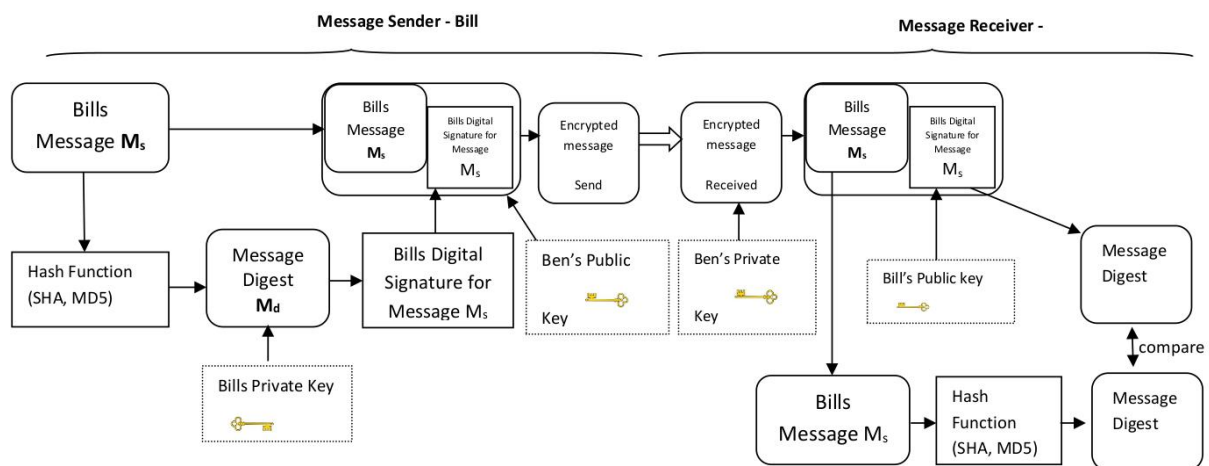 Message Sender - Bill
Message Receiver -
Bills
Message Ms
Bills
Message
Ms
Bills Digital
Signature for
Message
Ms
Encrypted
message
Send
Encrypted
message
Received
Bills
Message
Ms
Bills Digital
Signature for
Message
Ms
Hash Function
(SHA, MD5)
Message
Digest
Md
Bills Digital
Signature for
Message Ms
Ben's Public
Key
Ben's Private
Key
Bill's Public key
Message
Digest
compare
Bills Private Key
Bills
Message Ms
Hash
Function
(SHA, MD5)
Message
Digest